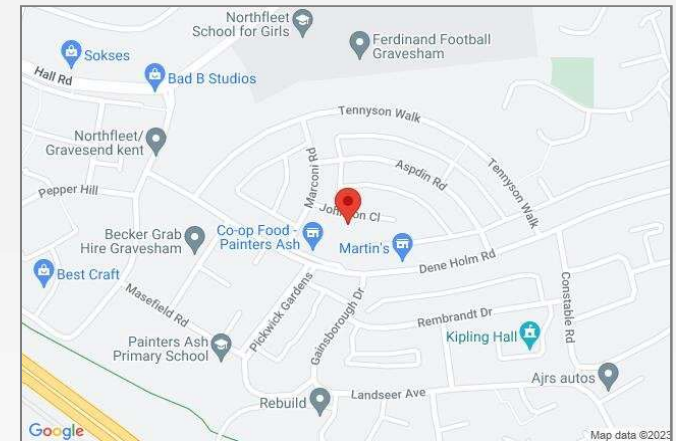 Northfleet
School for Girls
Ferdinand Football
Gravesham
Sokses
Hall Rd
Bad B Studios
Tennyson Walk
Northfleet/
Gravesend kent
Marconi Rd
Aspdin Rd
Tennyson Walk
Pepper Hill
Becker Grab
Hire Gravesham
Co-op Food -
Painters Ash
Martin's
Dene Holm Rd
Best Craft
Masefield Rd
Pickwick Gardens
Gainsborough Dr
Rembrandt Dr
Constable Rd
Kipling Hall
Painters Ash
Primary School
Ajrs autos
Landseer Ave
Rebuild
Google
Map data ©2023